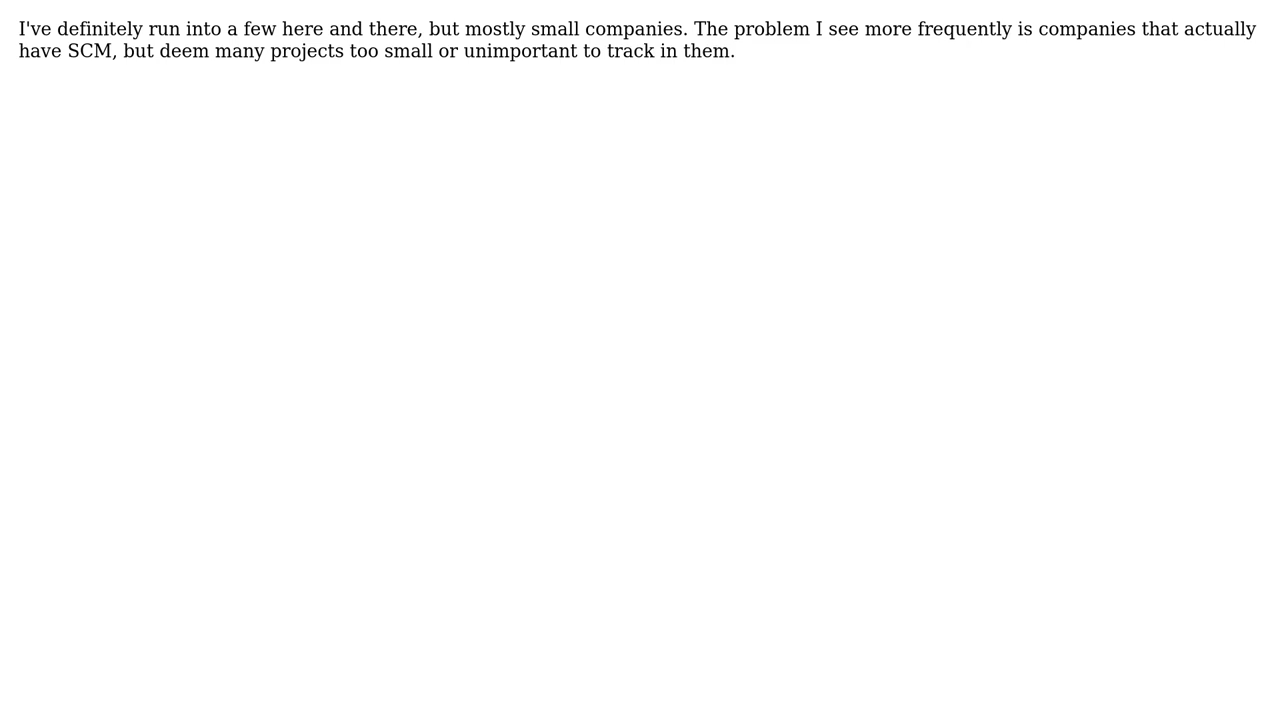 I've definitely run into a few here and there, but mostly small companies. The problem I see more frequently is companies that actually
have SCM, but deem many projects too small or unimportant to track in them.